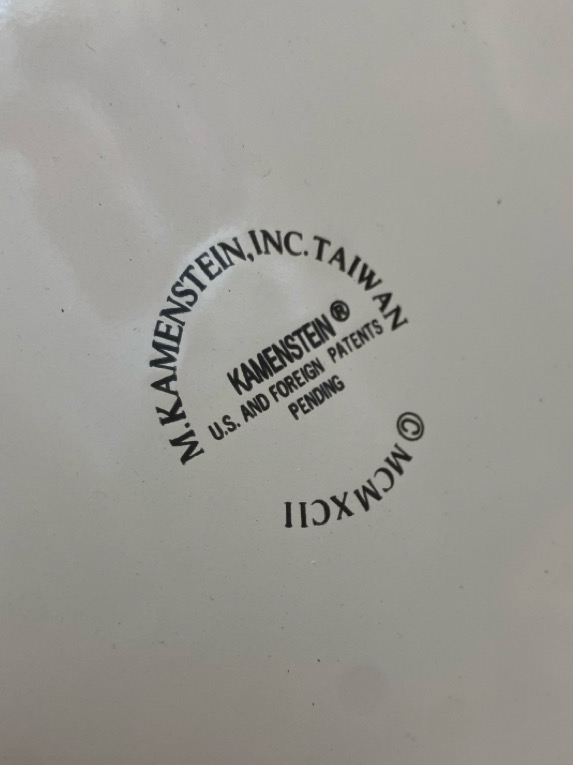 M.KAMENSTEIN,INC.TAIWAN
KAMENSTEIN®
U.S. AND FOREIGN PATENTS
PENDING
© MCMXCII